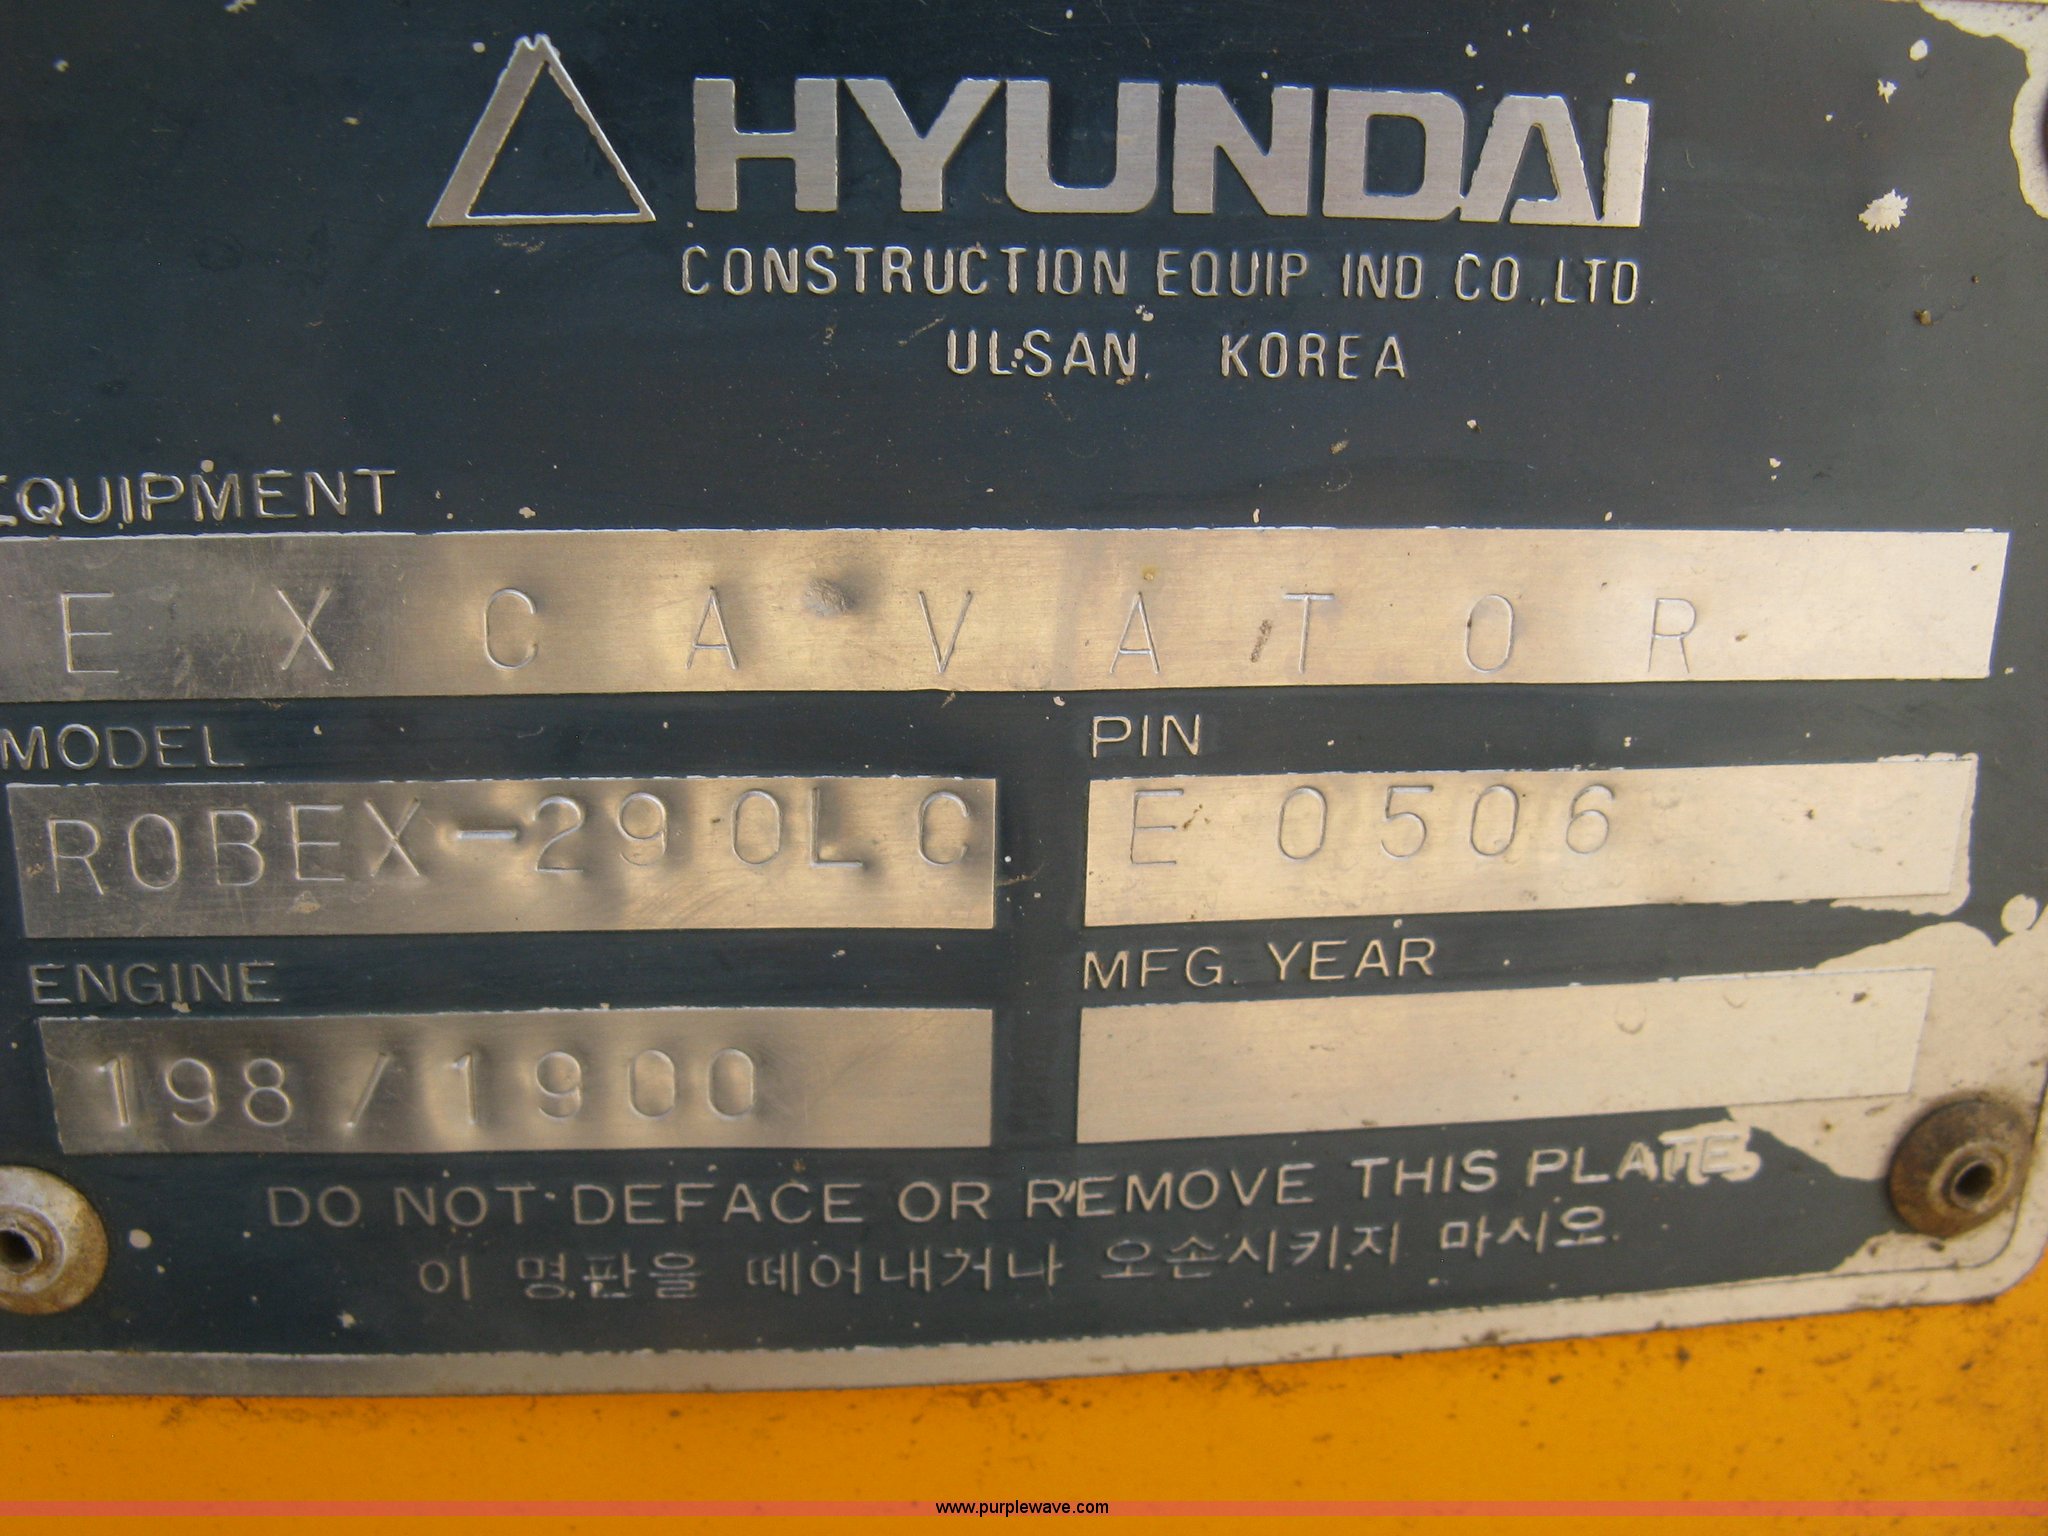 HYUNDAI
CONSTRUCTION EQUIP. IND. CO., LTD.
ULSAN, KOREA
EQUIPMENT
EXCAVATOR
MODEL
ROBEX-290LC
PIN
E0506
ENGINE
198/1900
MFG. YEAR
DO NOT DEFACE OR REMOVE THIS PLATE
이 명판을 떼어내거나 오손시키지 마시오.
www.purplewave.com